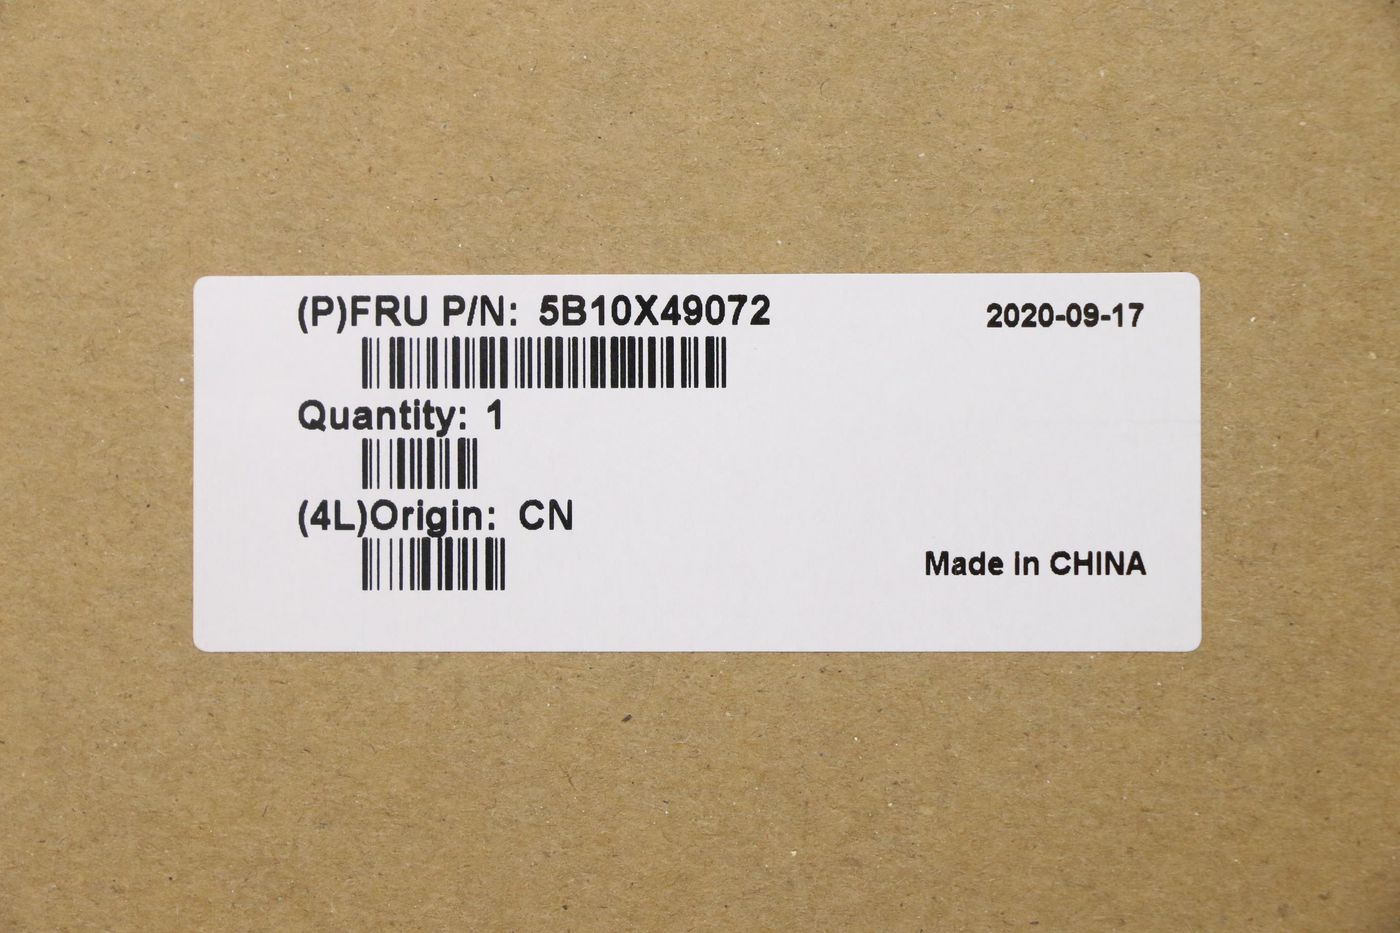 (P)FRU P/N: 5B10X49072
2020-09-17
Quantity: 1
(4L)Origin: CN
Made in CHINA